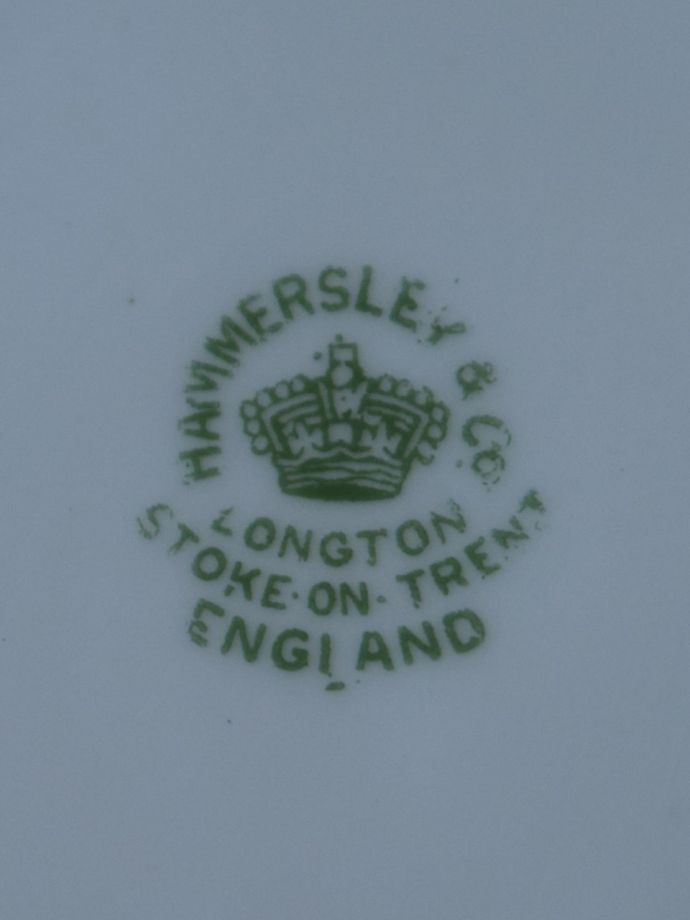 HAMMERSLEY & Co.
LONGTON
STOKE·ON·TRENT
ENGLAND